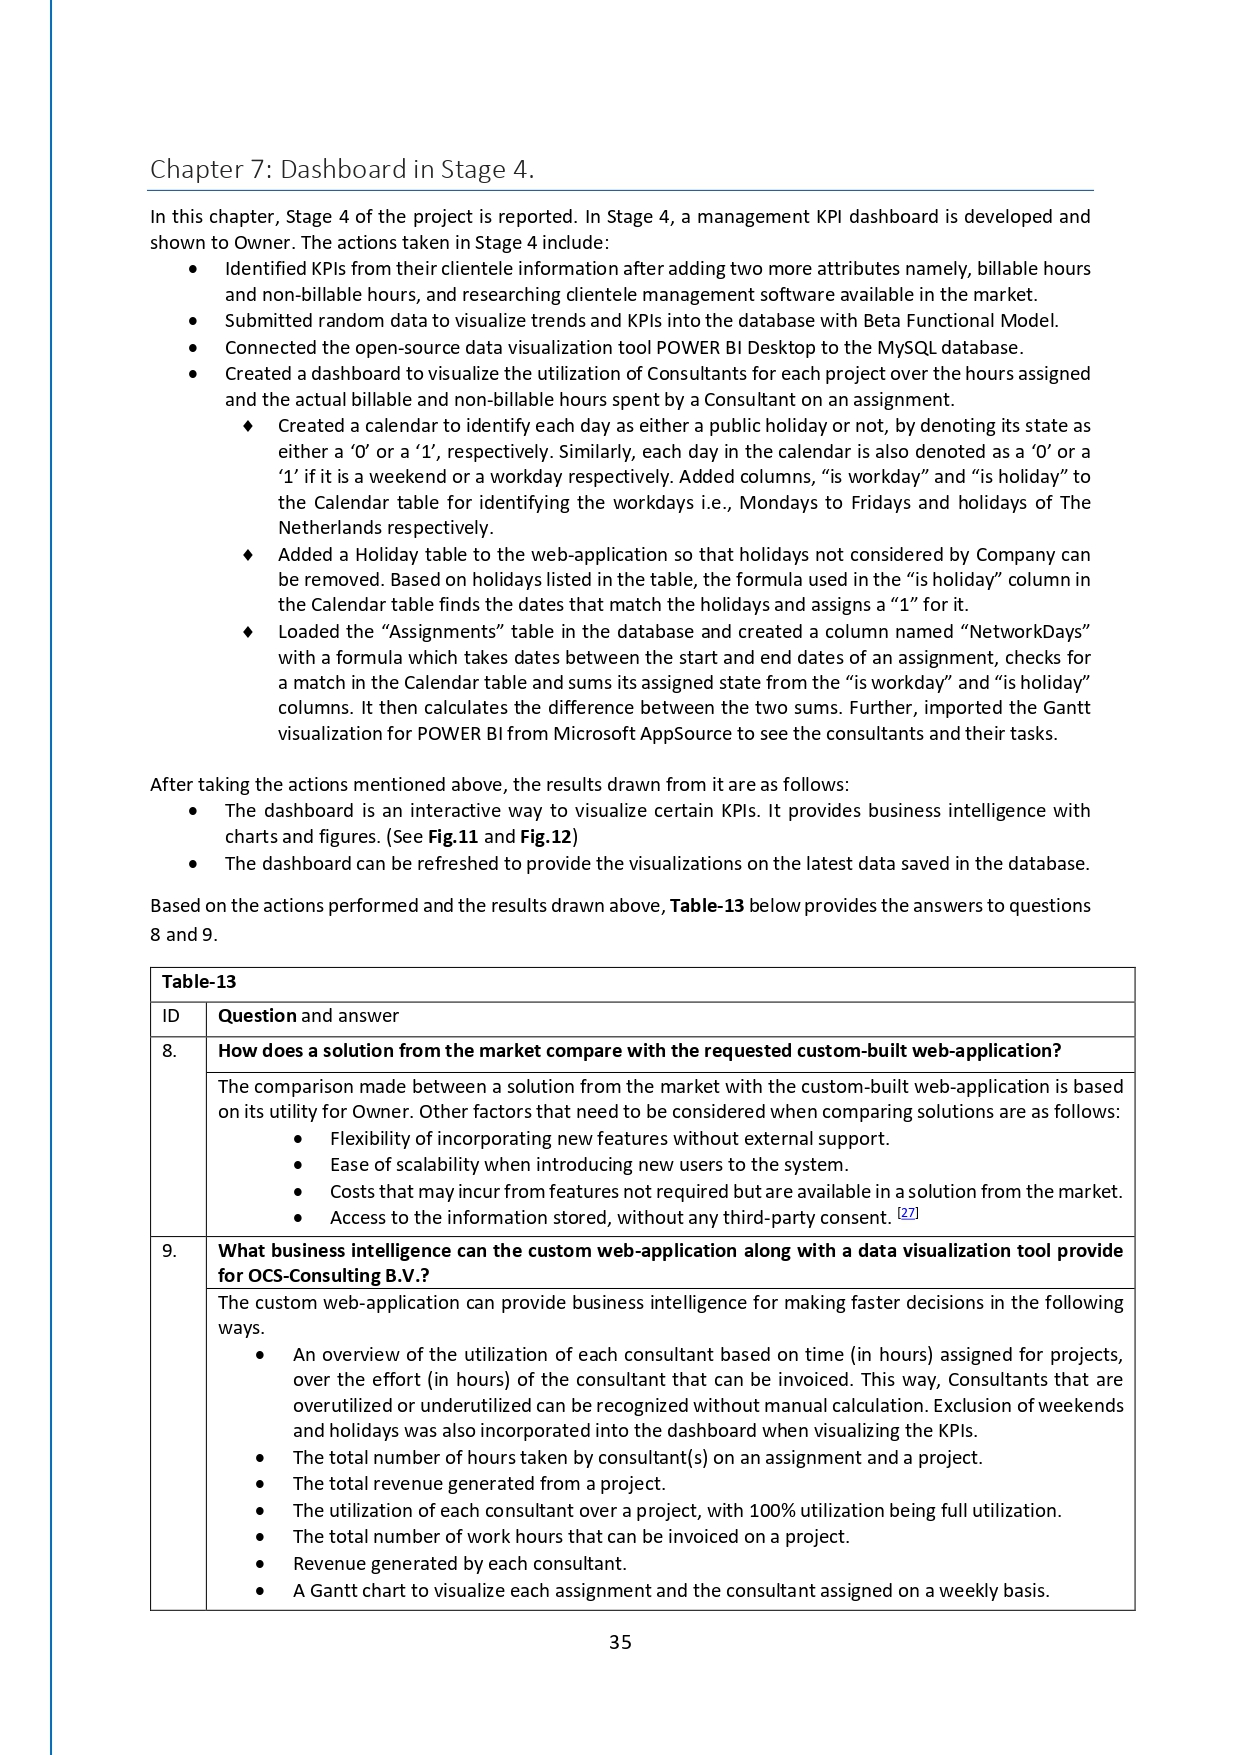 Chapter 7: Dashboard in Stage 4.
In this chapter, Stage 4 of the project is reported. In Stage 4, a management KPI dashboard is developed and
shown to Owner. The actions taken in Stage 4 include:
● Identified KPIs from their clientele information after adding two more attributes namely, billable hours
and non-billable hours, and researching clientele management software available in the market.
● Submitted random data to visualize trends and KPIs into the database with Beta Functional Model.
● Connected the open-source data visualization tool POWER BI Desktop to the MySQL database.
● Created a dashboard to visualize the utilization of Consultants for each project over the hours assigned
and the actual billable and non-billable hours spent by a Consultant on an assignment.
♦ Created a calendar to identify each day as either a public holiday or not, by denoting its state as
either a ‘0’ or a ‘1’, respectively. Similarly, each day in the calendar is also denoted as a ‘0’ or a
‘1’ if it is a weekend or a workday respectively. Added columns, “is workday” and “is holiday” to
the Calendar table for identifying the workdays i.e., Mondays to Fridays and holidays of The
Netherlands respectively.
♦ Added a Holiday table to the web-application so that holidays not considered by Company can
be removed. Based on holidays listed in the table, the formula used in the “is holiday” column in
the Calendar table finds the dates that match the holidays and assigns a “1” for it.
♦ Loaded the “Assignments” table in the database and created a column named “NetworkDays”
with a formula which takes dates between the start and end dates of an assignment, checks for
a match in the Calendar table and sums its assigned state from the “is workday” and “is holiday”
columns. It then calculates the difference between the two sums. Further, imported the Gantt
visualization for POWER BI from Microsoft AppSource to see the consultants and their tasks.
After taking the actions mentioned above, the results drawn from it are as follows:
● The dashboard is an interactive way to visualize certain KPIs. It provides business intelligence with
charts and figures. (See Fig.11 and Fig.12)
● The dashboard can be refreshed to provide the visualizations on the latest data saved in the database.
Based on the actions performed and the results drawn above, Table-13 below provides the answers to questions
8 and 9.
Table-13
ID Question and answer
8. How does a solution from the market compare with the requested custom-built web-application?
The comparison made between a solution from the market with the custom-built web-application is based
on its utility for Owner. Other factors that need to be considered when comparing solutions are as follows:
● Flexibility of incorporating new features without external support.
● Ease of scalability when introducing new users to the system.
● Costs that may incur from features not required but are available in a solution from the market.
● Access to the information stored, without any third-party consent. [27]
9. What business intelligence can the custom web-application along with a data visualization tool provide
for OCS-Consulting B.V.?
The custom web-application can provide business intelligence for making faster decisions in the following
ways.
● An overview of the utilization of each consultant based on time (in hours) assigned for projects,
over the effort (in hours) of the consultant that can be invoiced. This way, Consultants that are
overutilized or underutilized can be recognized without manual calculation. Exclusion of weekends
and holidays was also incorporated into the dashboard when visualizing the KPIs.
● The total number of hours taken by consultant(s) on an assignment and a project.
● The total revenue generated from a project.
● The utilization of each consultant over a project, with 100% utilization being full utilization.
● The total number of work hours that can be invoiced on a project.
● Revenue generated by each consultant.
● A Gantt chart to visualize each assignment and the consultant assigned on a weekly basis.
35